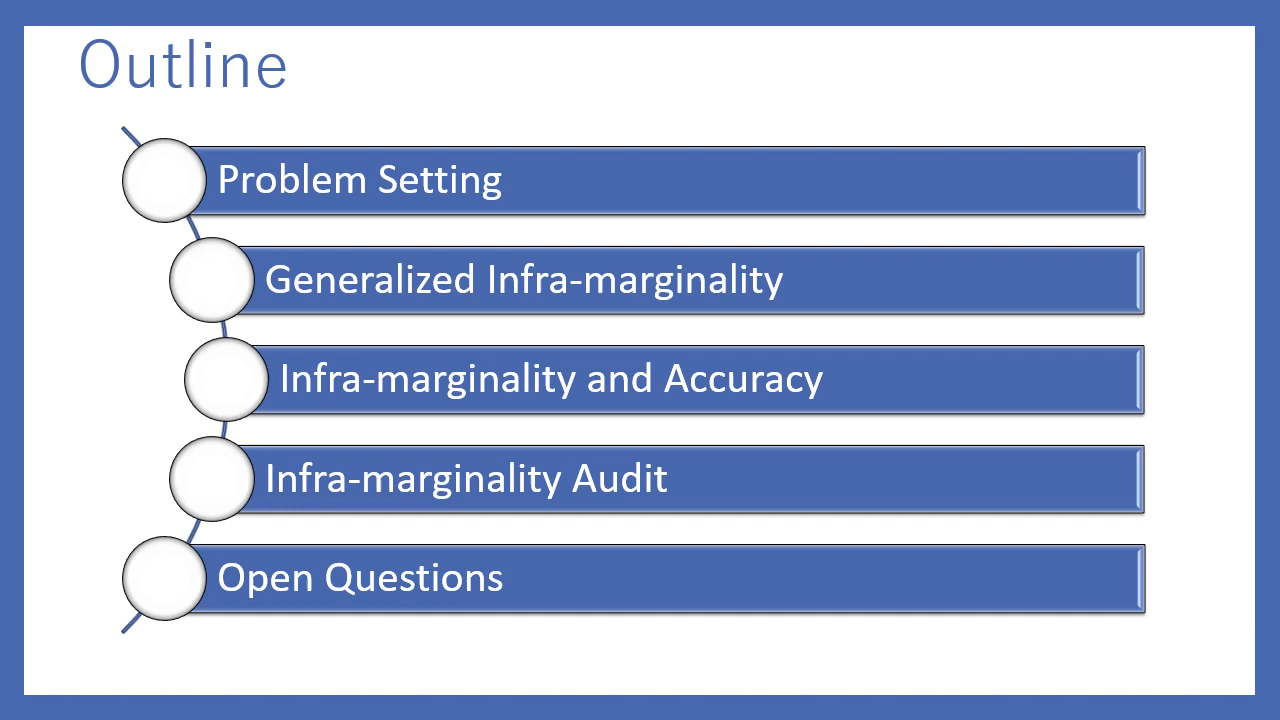 Outline
Problem Setting
Generalized Infra-marginality
Infra-marginality and Accuracy
Infra-marginality Audit
Open Questions